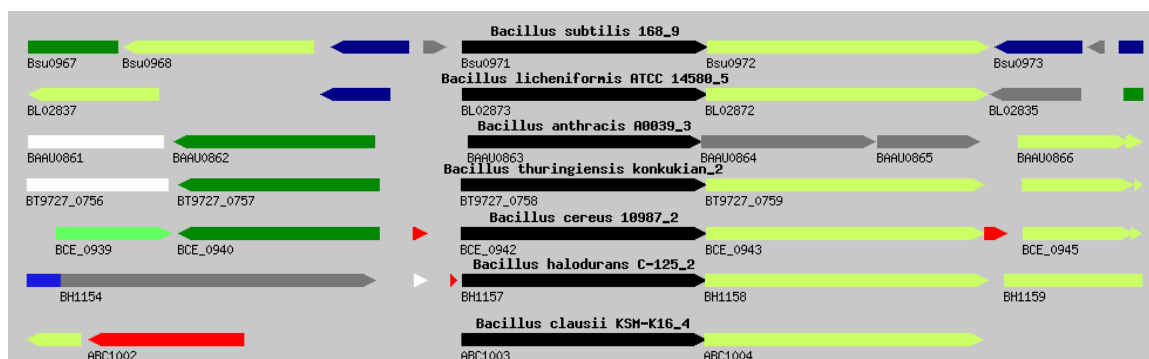 Bacillus subtilis 168_9
Bsu0967 Bsu0968 Bsu0971 Bsu0972 Bsu0973
Bacillus licheniformis ATCC 14580_5
BL02837 BL02873 BL02872 BL02835
Bacillus anthracis A0039_3
BAAU0861 BAAU0862 BAAU0863 BAAU0864 BAAU0865 BAAU0866
Bacillus thuringiensis konkukian_2
BT9727_0756 BT9727_0757 BT9727_0758 BT9727_0759
Bacillus cereus 10987_2
BCE_0939 BCE_0940 BCE_0942 BCE_0943 BCE_0945
Bacillus halodurans C-125_2
BH1154 BH1157 BH1158 BH1159
Bacillus clausii KSM-K16_4
ABC1002 ABC1003 ABC1004